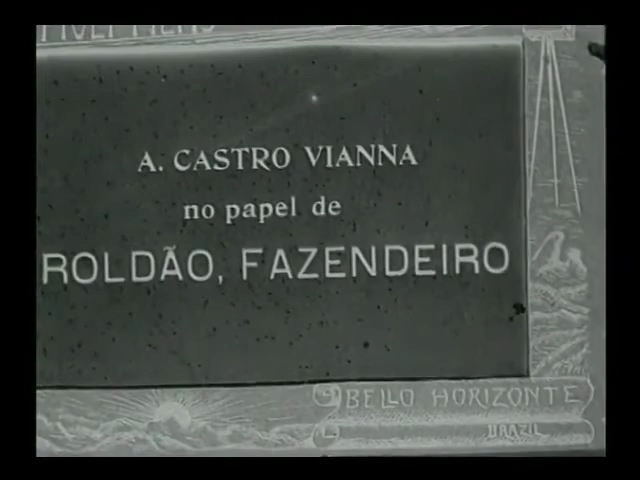 A. CASTRO VIANNA
no papel de
ROLDÃO, FAZENDEIRO
BELLO HORIZONTE
BRAZIL